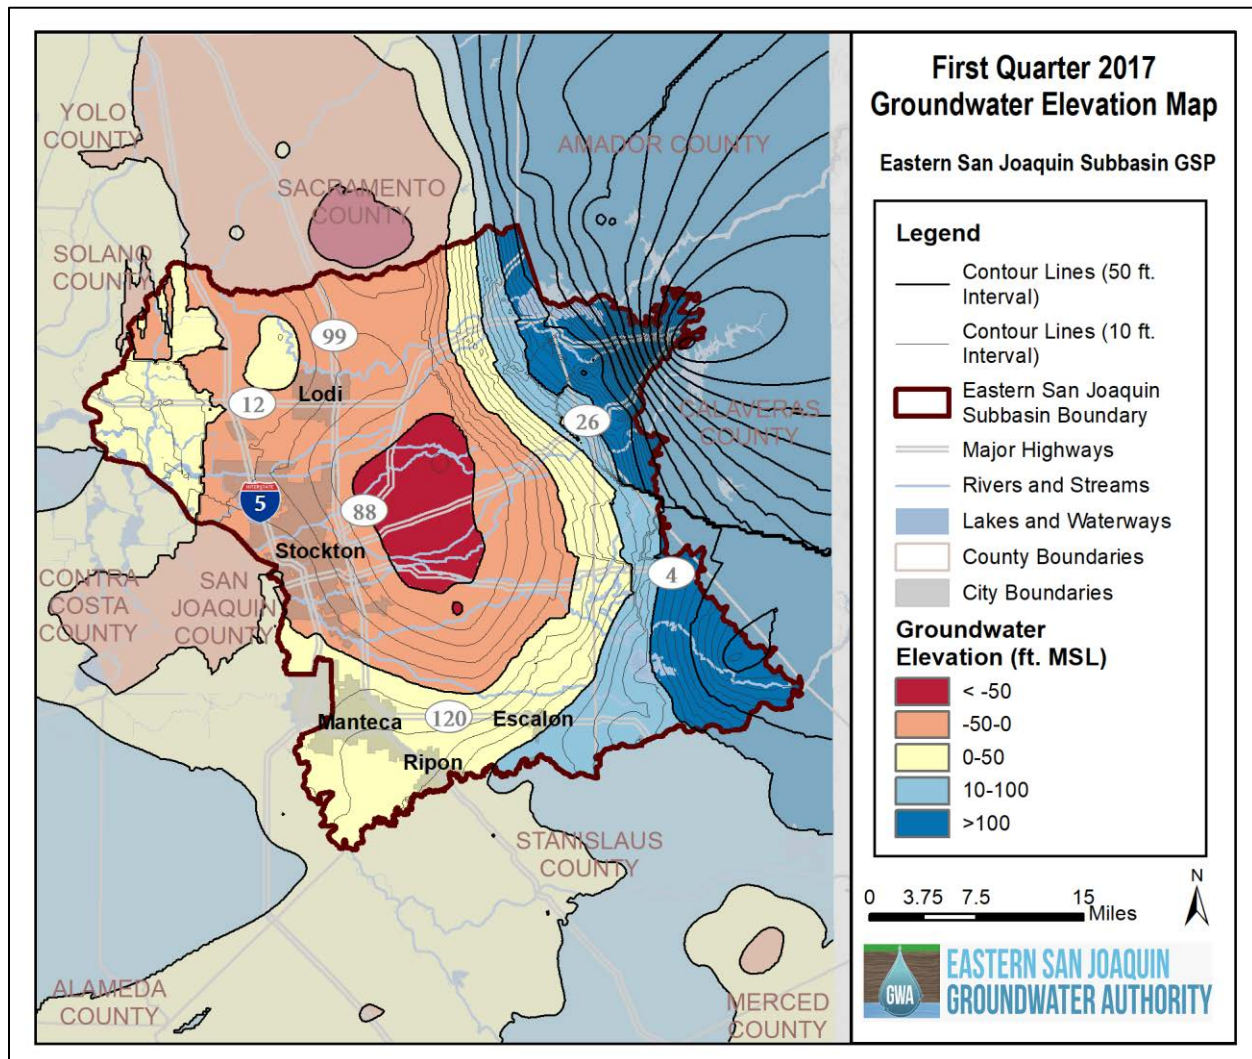 YOLO
COUNTY
AMADOR COUNTY
SACRAMENTO
COUNTY
SOLANO
COUNTY
99
Lodi
12
26
CALAVERAS
COUNTY
INTERSTATE
5
88
Stockton
4
CONTRA
COSTA
COUNTY
SAN
JOAQUIN
COUNTY
Manteca
120
Escalon
Ripon
STANISLAUS
COUNTY
ALAMEDA
COUNTY
MERCED
COUNTY
First Quarter 2017
Groundwater Elevation Map
Eastern San Joaquin Subbasin GSP
Legend
Contour Lines (50 ft.
Interval)
Contour Lines (10 ft.
Interval)
Eastern San Joaquin
Subbasin Boundary
Major Highways
Rivers and Streams
Lakes and Waterways
County Boundaries
City Boundaries
Groundwater
Elevation (ft. MSL)
< -50
-50-0
0-50
10-100
>100
0 3.75 7.5 15
Miles
N
GWA
EASTERN SAN JOAQUIN
GROUNDWATER AUTHORITY